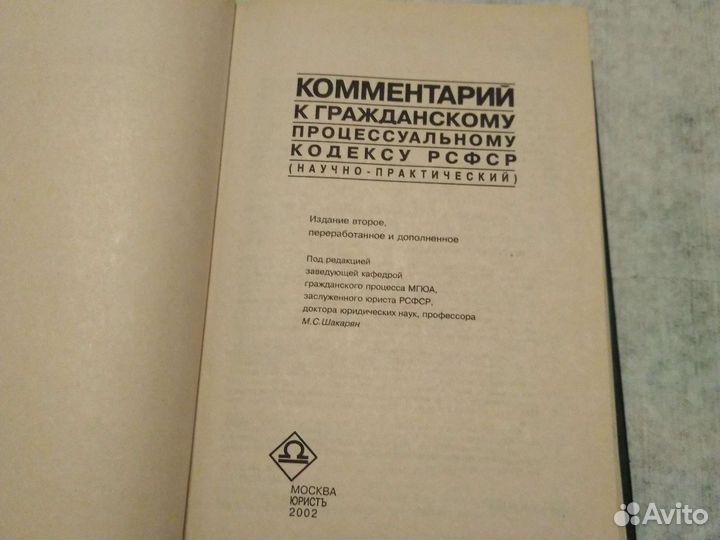 КОММЕНТАРИЙ
К ГРАЖДАНСКОМУ
ПРОЦЕССУАЛЬНОМУ
КОДЕКСУ РСФСР
(НАУЧНО-ПРАКТИЧЕСКИЙ)
Издание второе,
переработанное и дополненное
Под редакцией
заведующей кафедрой
гражданского процесса МГЮА,
заслуженного юриста РСФСР,
доктора юридических наук, профессора
М.С.Шакарян
МОСКВА
ЮРИСТЪ
2002
Avito